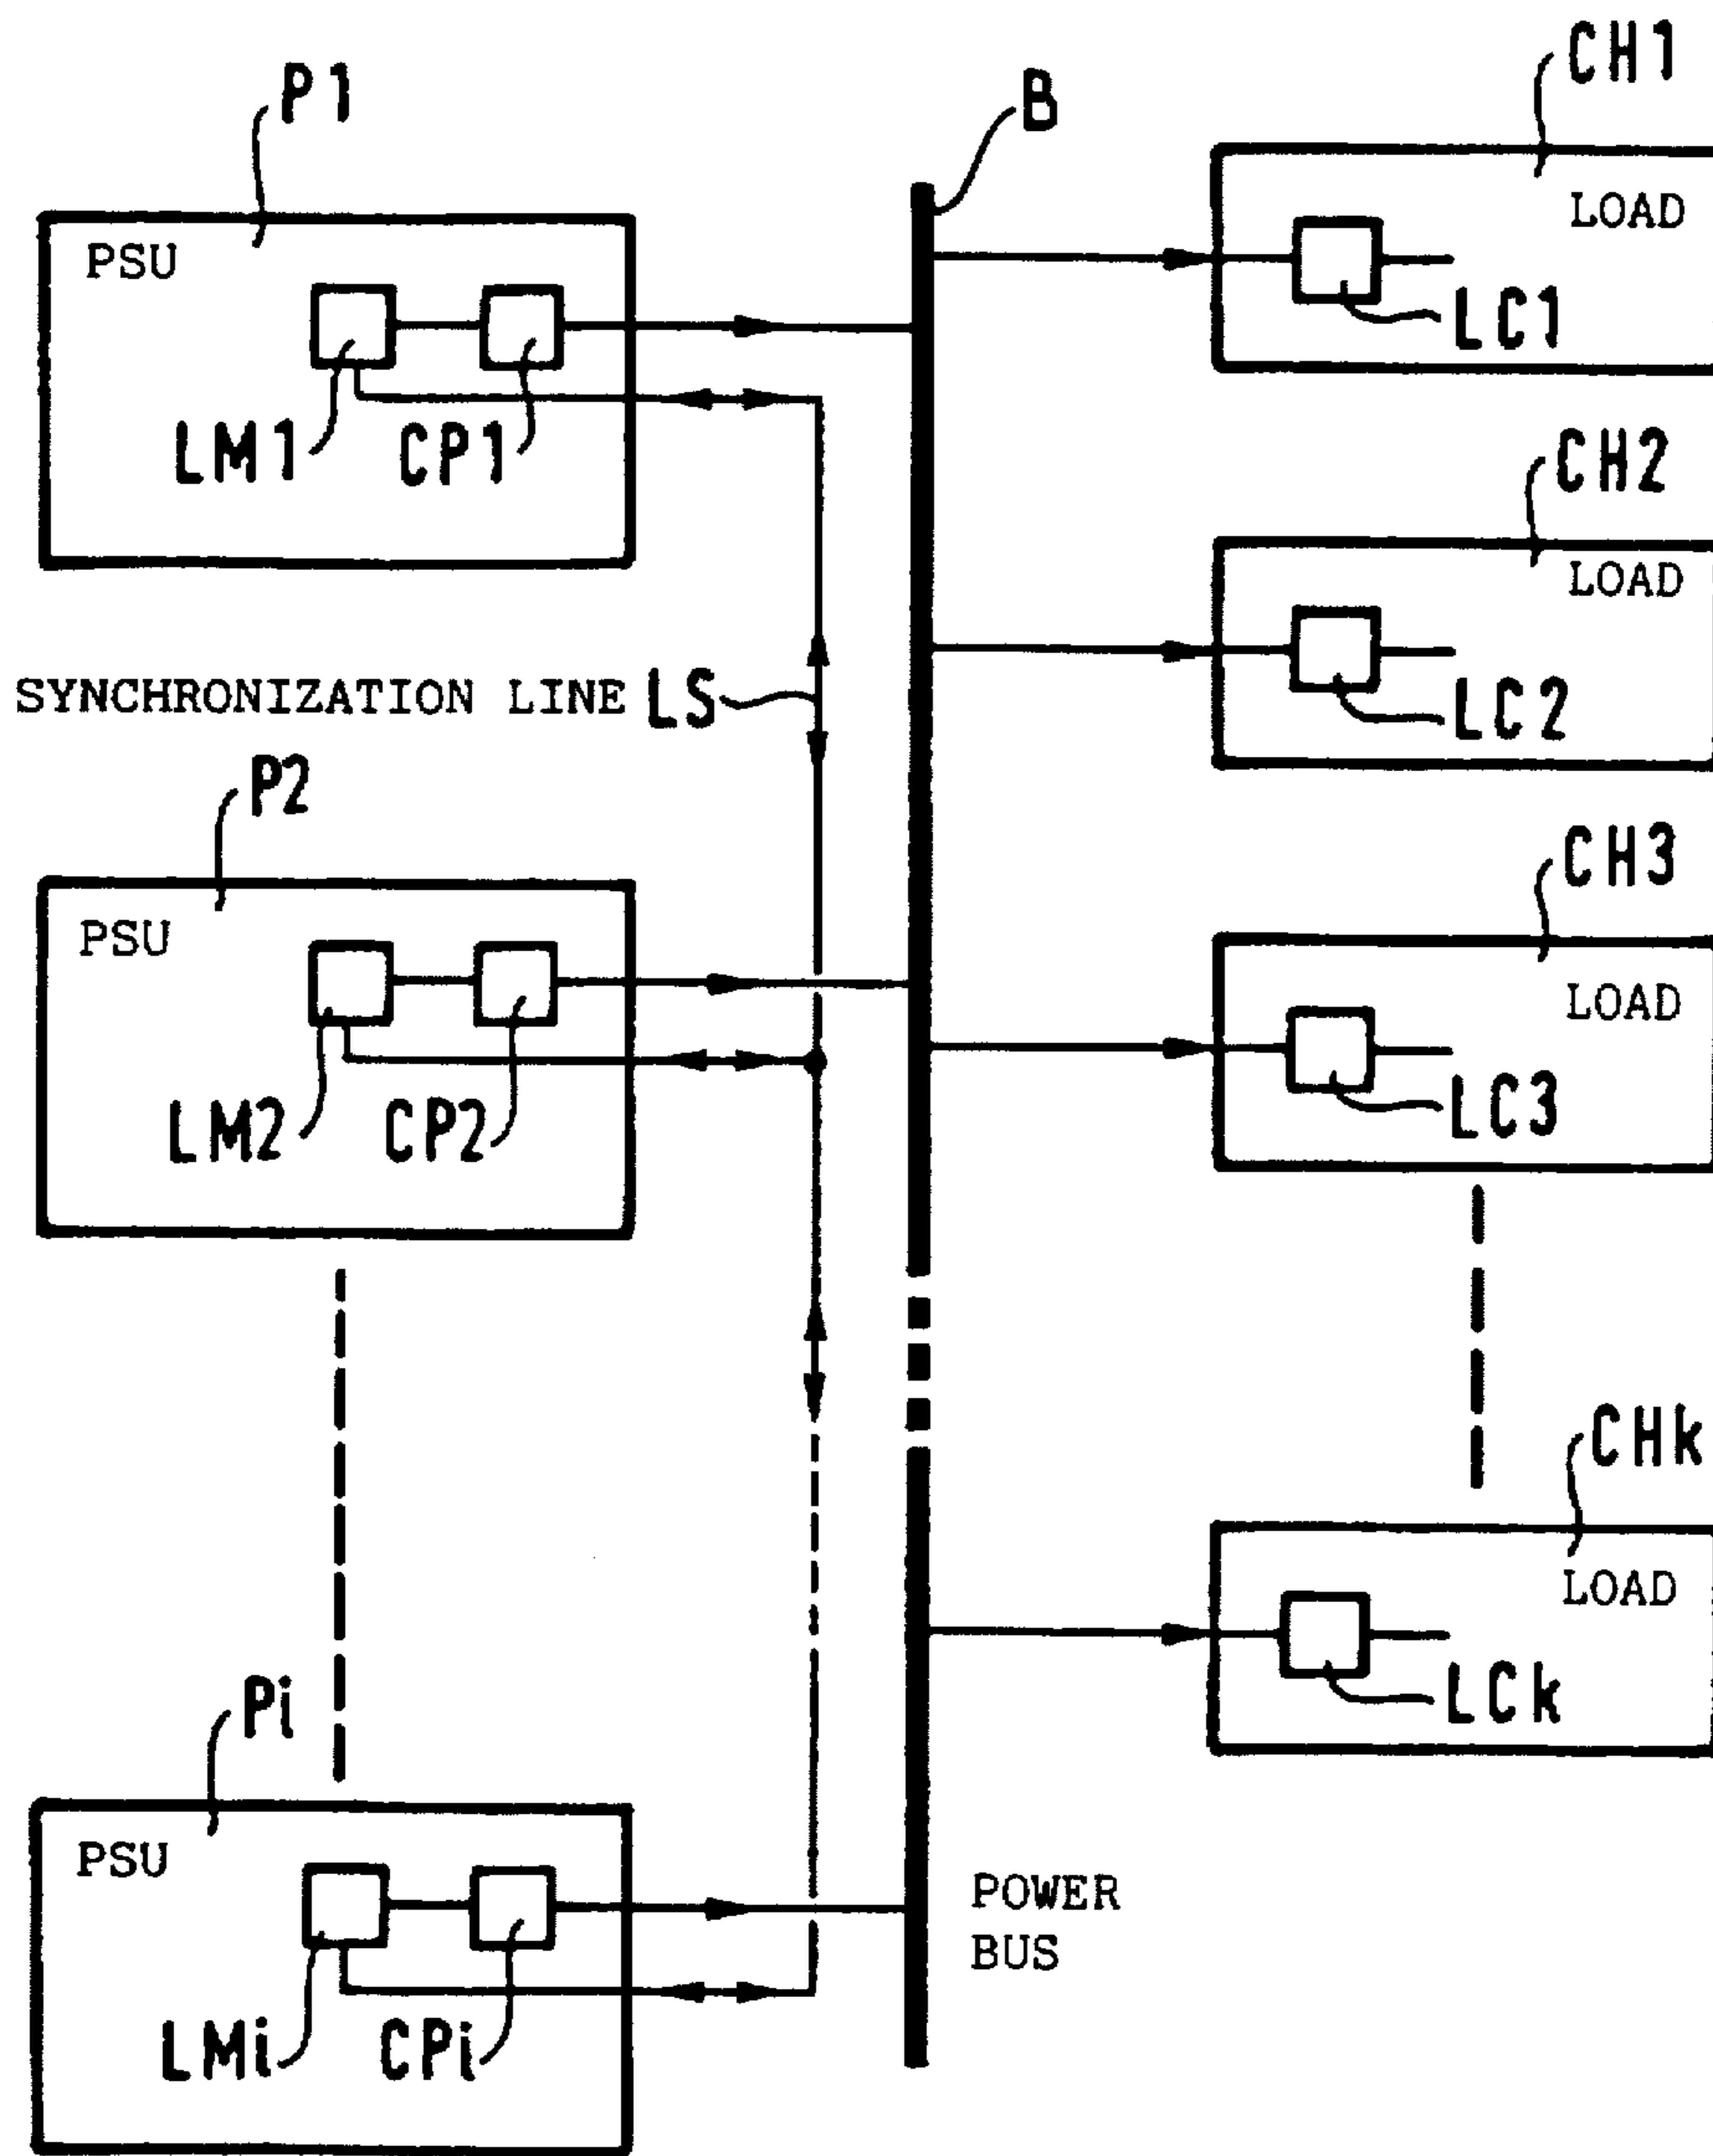 P1
PSU
LM1
CP1
SYNCHRONIZATION LINE LS
P2
PSU
LM2
CP2
Pi
PSU
LMi
CPi
B
POWER
BUS
CH1
LOAD
LC1
CH2
LOAD
LC2
CH3
LOAD
LC3
CHk
LOAD
LCk